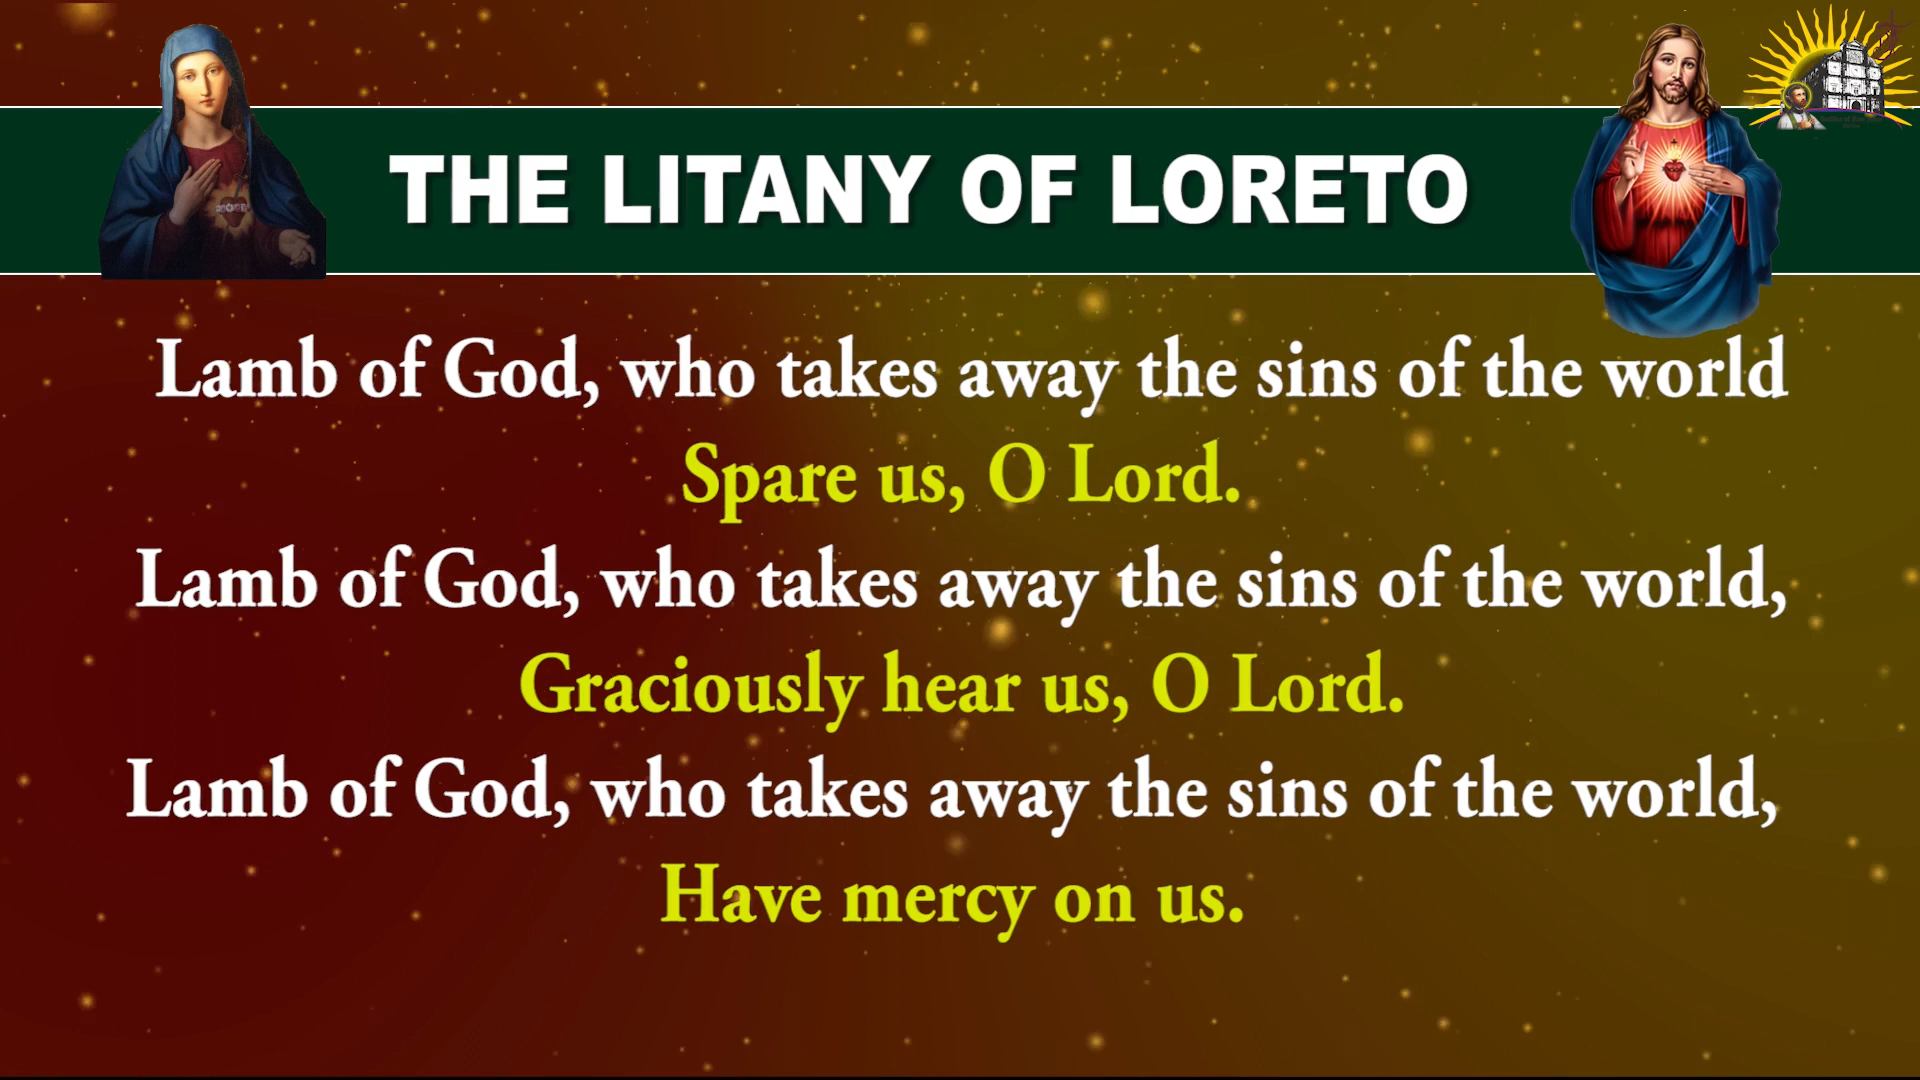 THE LITANY OF LORETO
Lamb of God, who takes away the sins of the world
Spare us, O Lord.
Lamb of God, who takes away the sins of the world,
Graciously hear us, O Lord.
Lamb of God, who takes away the sins of the world,
Have mercy on us.